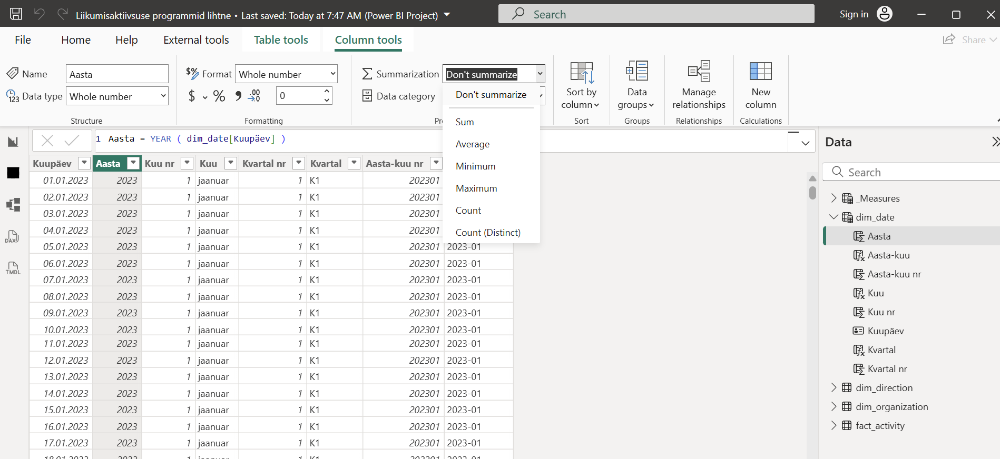 Liikumisaktiivsuse programmid lihtne • Last saved: Today at 7:47 AM (Power BI Project)
Search
Sign in
File Home Help External tools Table tools Column tools
Share
Name Aasta
Data type Whole number
Structure
Format Whole number
$ % 0
Formatting
Summarization Don't summarize
Data category
Don't summarize
Sum
Average
Minimum
Maximum
Count
Count (Distinct)
Sort by column
Sort
Data groups
Groups
Manage relationships
Relationships
New column
Calculations
1 Aasta = YEAR ( dim_date[Kuupäev] )
Kuupäev Aasta Kuu nr Kuu Kvartal nr Kvartal Aasta-kuu nr
01.01.2023 2023 1 jaanuar 1 K1 202301
02.01.2023 2023 1 jaanuar 1 K1 202301
03.01.2023 2023 1 jaanuar 1 K1 202301
04.01.2023 2023 1 jaanuar 1 K1 202301
05.01.2023 2023 1 jaanuar 1 K1 202301 2023-01
06.01.2023 2023 1 jaanuar 1 K1 202301 2023-01
07.01.2023 2023 1 jaanuar 1 K1 202301 2023-01
08.01.2023 2023 1 jaanuar 1 K1 202301 2023-01
09.01.2023 2023 1 jaanuar 1 K1 202301 2023-01
10.01.2023 2023 1 jaanuar 1 K1 202301 2023-01
11.01.2023 2023 1 jaanuar 1 K1 202301 2023-01
12.01.2023 2023 1 jaanuar 1 K1 202301 2023-01
13.01.2023 2023 1 jaanuar 1 K1 202301 2023-01
14.01.2023 2023 1 jaanuar 1 K1 202301 2023-01
15.01.2023 2023 1 jaanuar 1 K1 202301 2023-01
16.01.2023 2023 1 jaanuar 1 K1 202301 2023-01
17.01.2023 2023 1 jaanuar 1 K1 202301 2023-01
DAX
TMDL
Data
Search
_Measures
dim_date
Aasta
Aasta-kuu
Aasta-kuu nr
Kuu
Kuu nr
Kuupäev
Kvartal
Kvartal nr
dim_direction
dim_organization
fact_activity